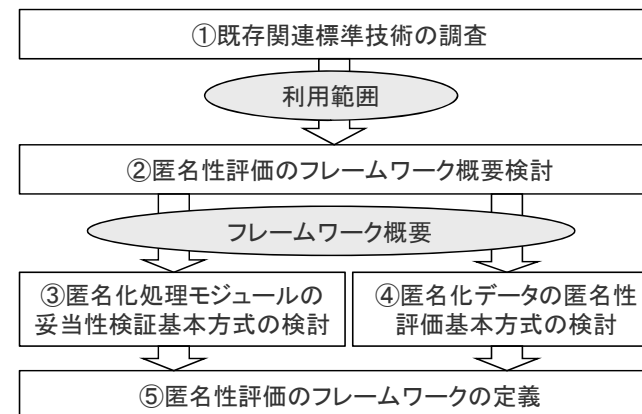 ①既存関連標準技術の調査
利用範囲
②匿名性評価のフレームワーク概要検討
フレームワーク概要
③匿名化処理モジュールの
妥当性検証基本方式の検討
④匿名化データの匿名性
評価基本方式の検討
⑤匿名性評価のフレームワークの定義